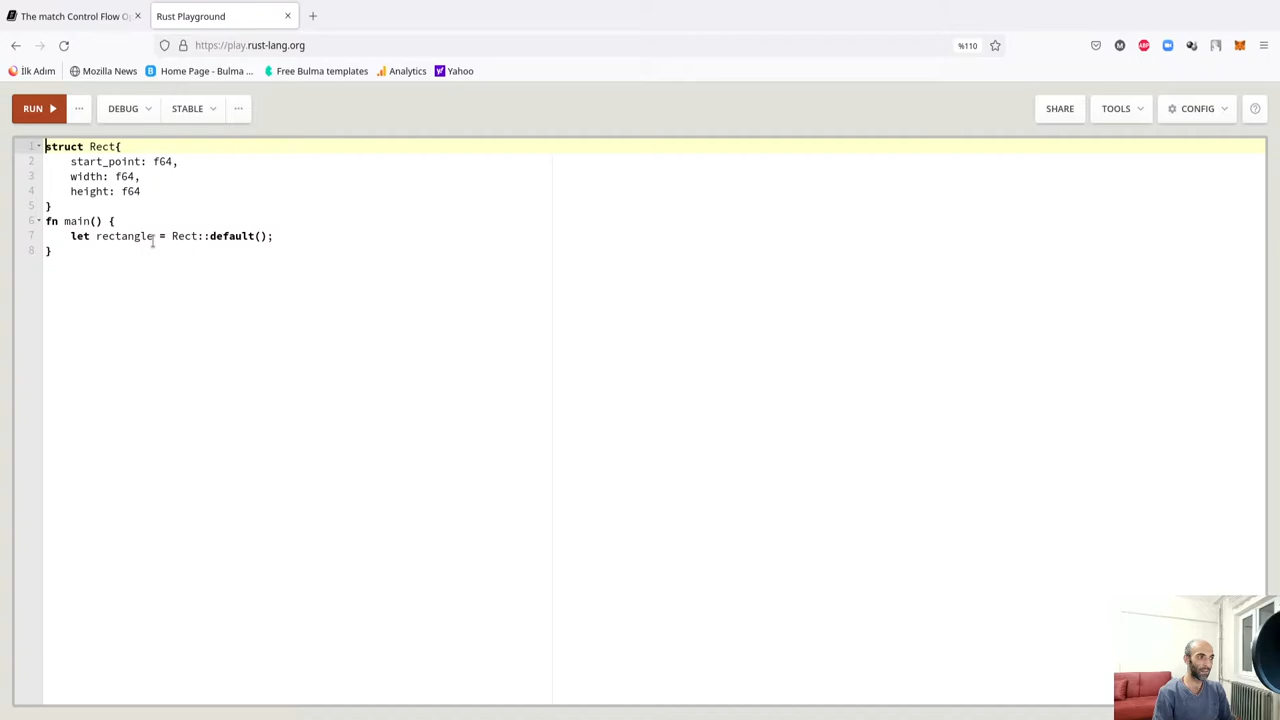 The match Control Flow Op
Rust Playground
https://play.rust-lang.org
%110
İlk Adım
Mozilla News
Home Page - Bulma ...
Free Bulma templates
Analytics
Yahoo
RUN
...
DEBUG
STABLE
...
SHARE
TOOLS
CONFIG
1 struct Rect{
2 start_point: f64,
3 width: f64,
4 height: f64
5 }
6 fn main() {
7 let rectangle = Rect::default();
8 }